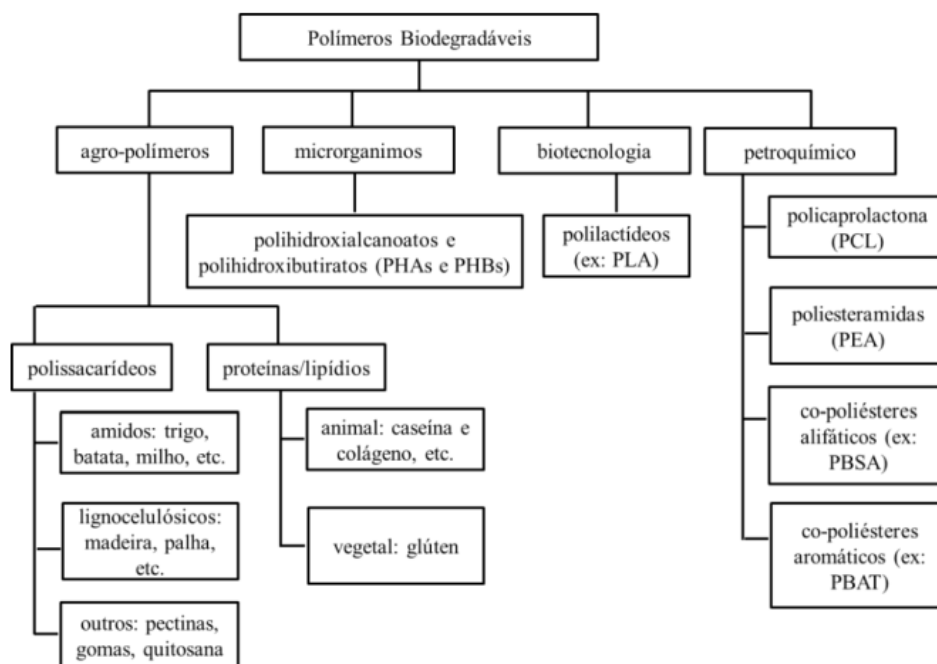 Polímeros Biodegradáveis
agro-polímeros
microrganimos
biotecnologia
petroquímico
polihidroxialcanoatos e
polihidroxibutiratos (PHAs e PHBs)
polilactídeos
(ex: PLA)
policaprolactona
(PCL)
poliesteramidas
(PEA)
co-poliésteres
alifáticos (ex:
PBSA)
co-poliésteres
aromáticos (ex:
PBAT)
polissacarídeos
proteínas/lipídios
amidos: trigo,
batata, milho, etc.
lignocelulósicos:
madeira, palha,
etc.
outros: pectinas,
gomas, quitosana
animal: caseína e
colágeno, etc.
vegetal: glúten